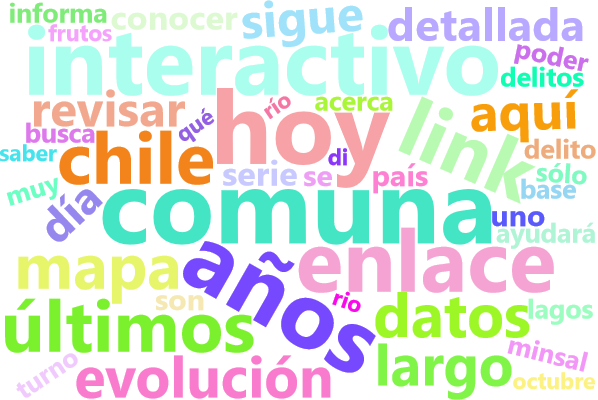 informa
conocer
sigue
detallada
frutos
interactivo
poder
delitos
revisar
hoy
río
acerca
link
aquí
busca
qué
chile
saber
di
delito
serie
se
país
sólo
base
muy
día
comuna
uno
ayudará
mapa
años
enlace
son
rio
datos
lagos
últimos
minsal
turno
evolución
largo
octubre